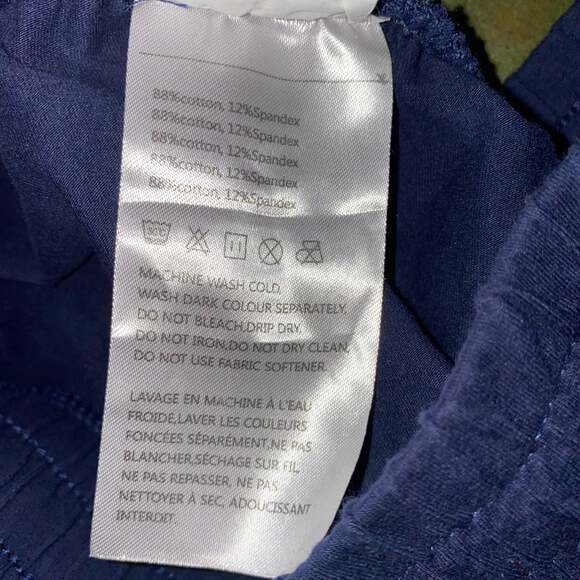 88%cotton, 12%Spandex
88%cotton, 12%Spandex
88%cotton, 12%Spandex
88%cotton, 12%Spandex
88%cotton, 12%Spandex
30°C
MACHINE WASH COLD.
WASH DARK COLOUR SEPARATELY.
DO NOT BLEACH,DRIP DRY.
DO NOT IRON,DO NOT DRY CLEAN.
DO NOT USE FABRIC SOFTENER.
LAVAGE EN MACHINE À L'EAU
FROIDE,LAVER LES COULEURS
FONCÉES SÉPARÉMENT,NE PAS
BLANCHER,SÉCHAGE SUR FIL,
NE PAS REPASSER, NE PAS
NETTOYER À SEC, ADOUCISSANT
INTERDIT.